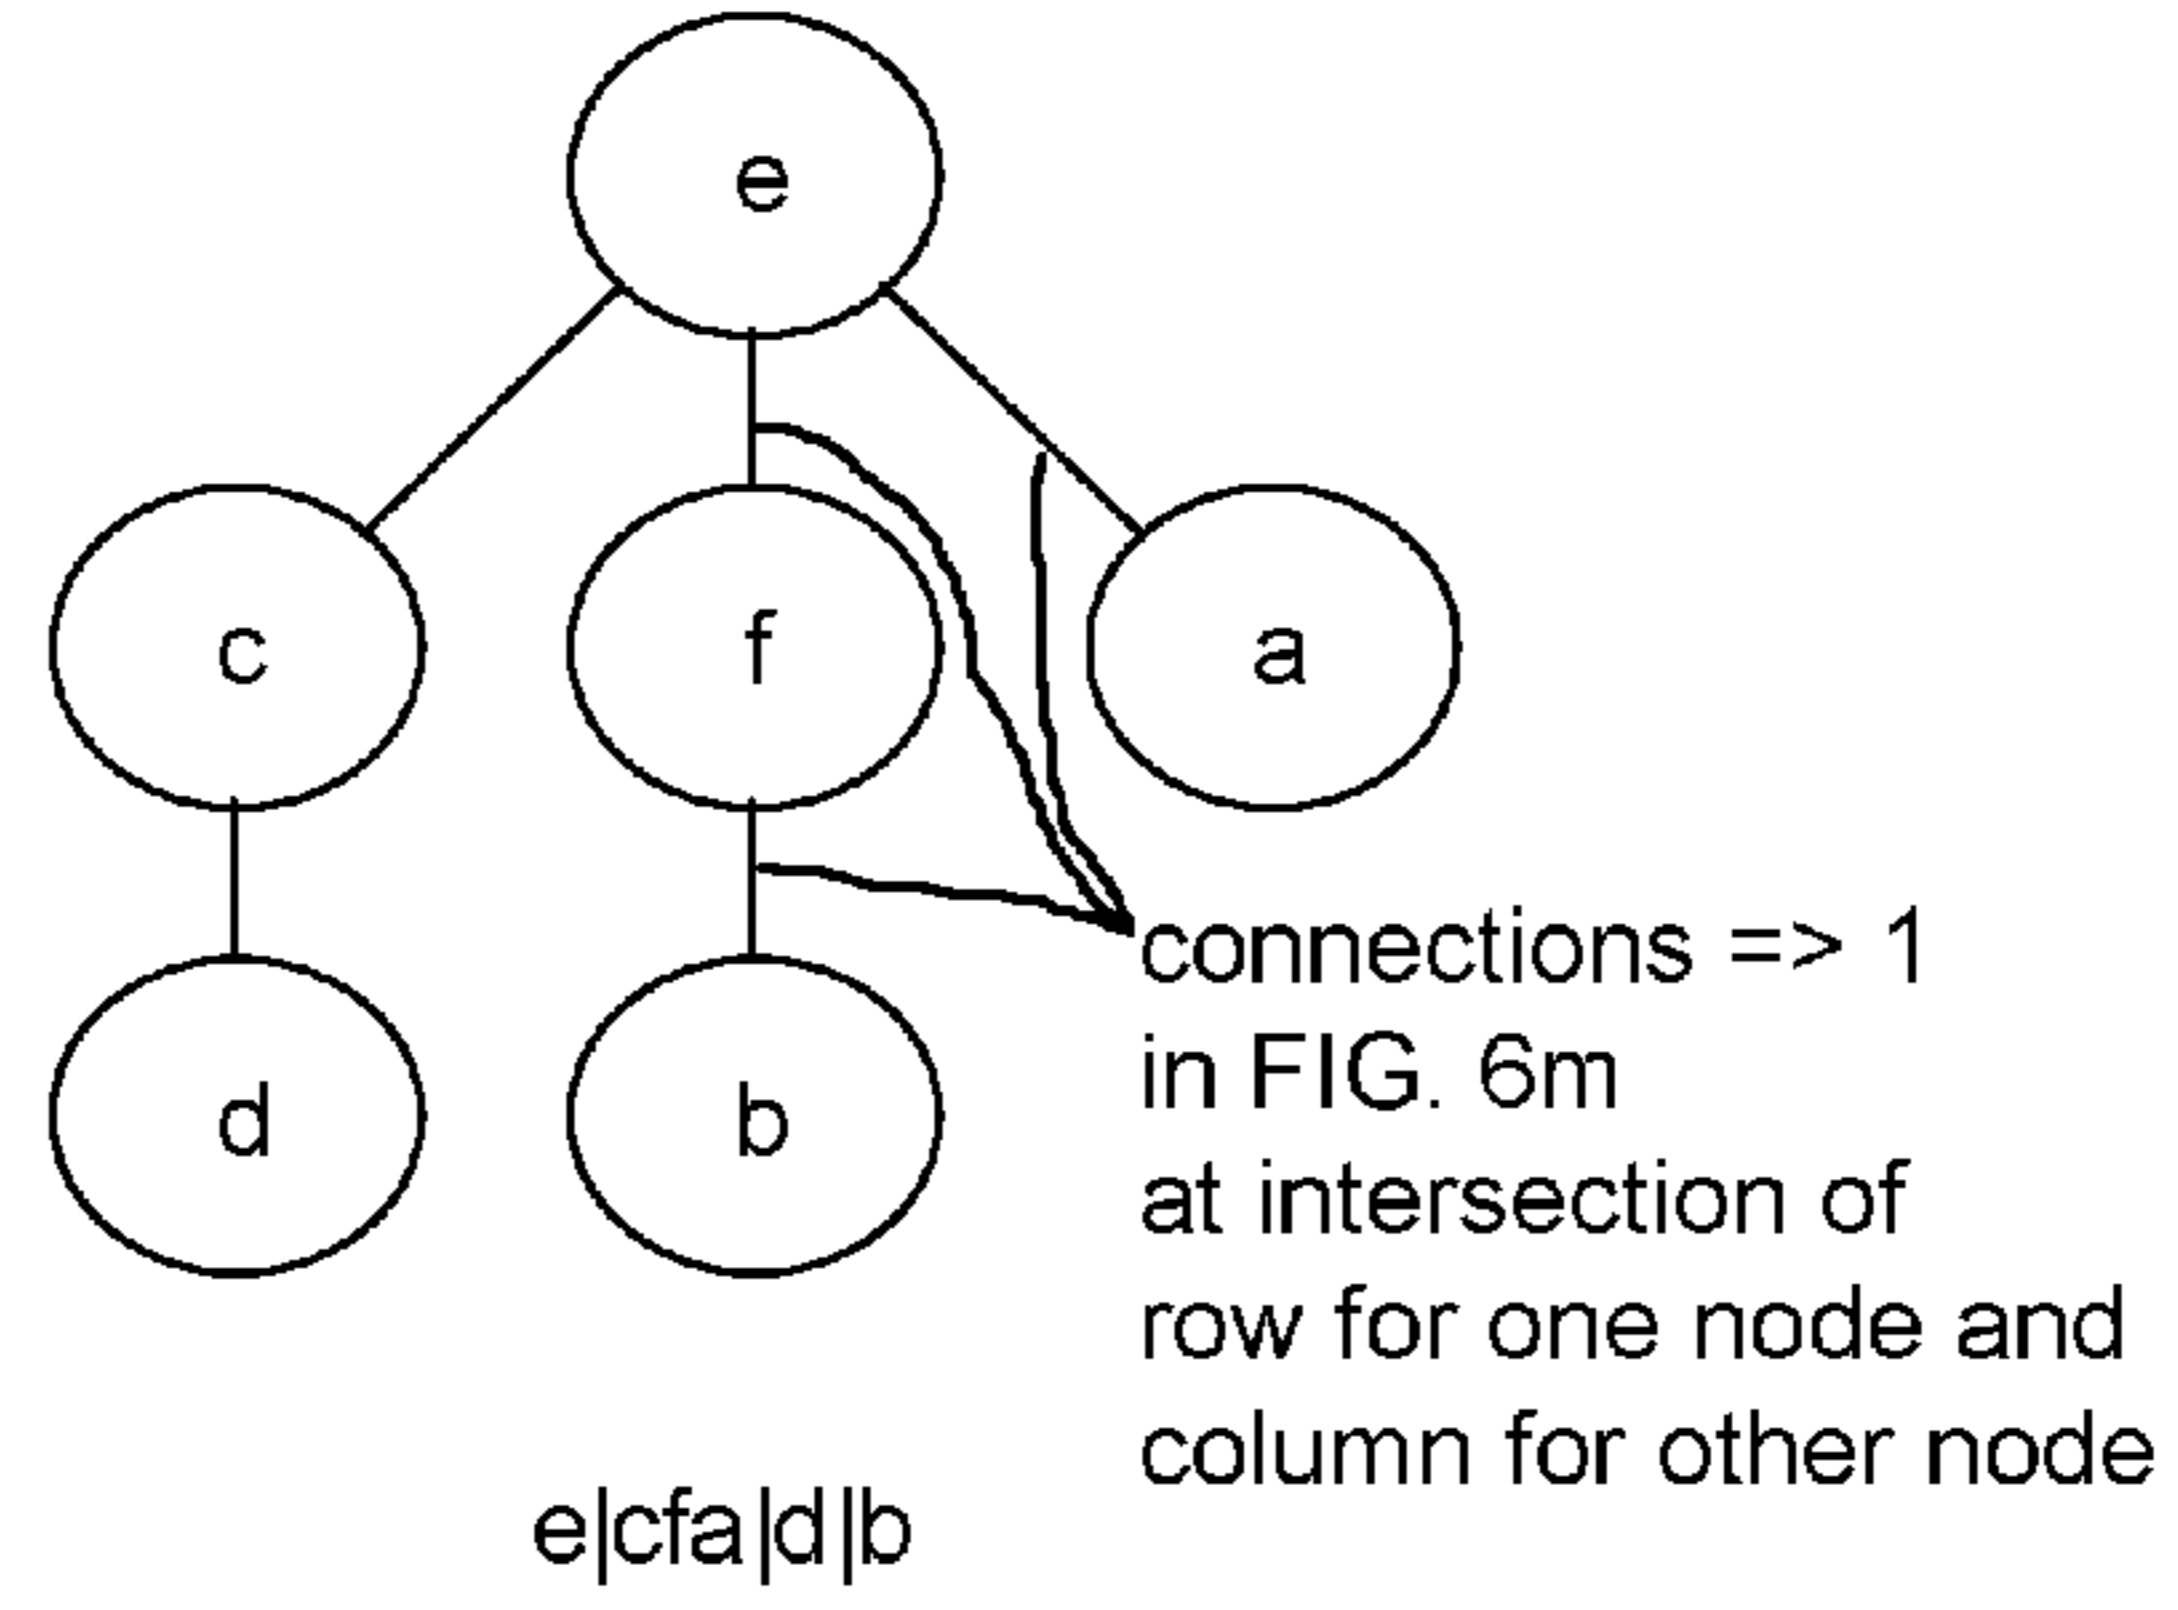 e
c f a
d b
connections => 1
in FIG. 6m
at intersection of
row for one node and
column for other node
e|cfa|d|b